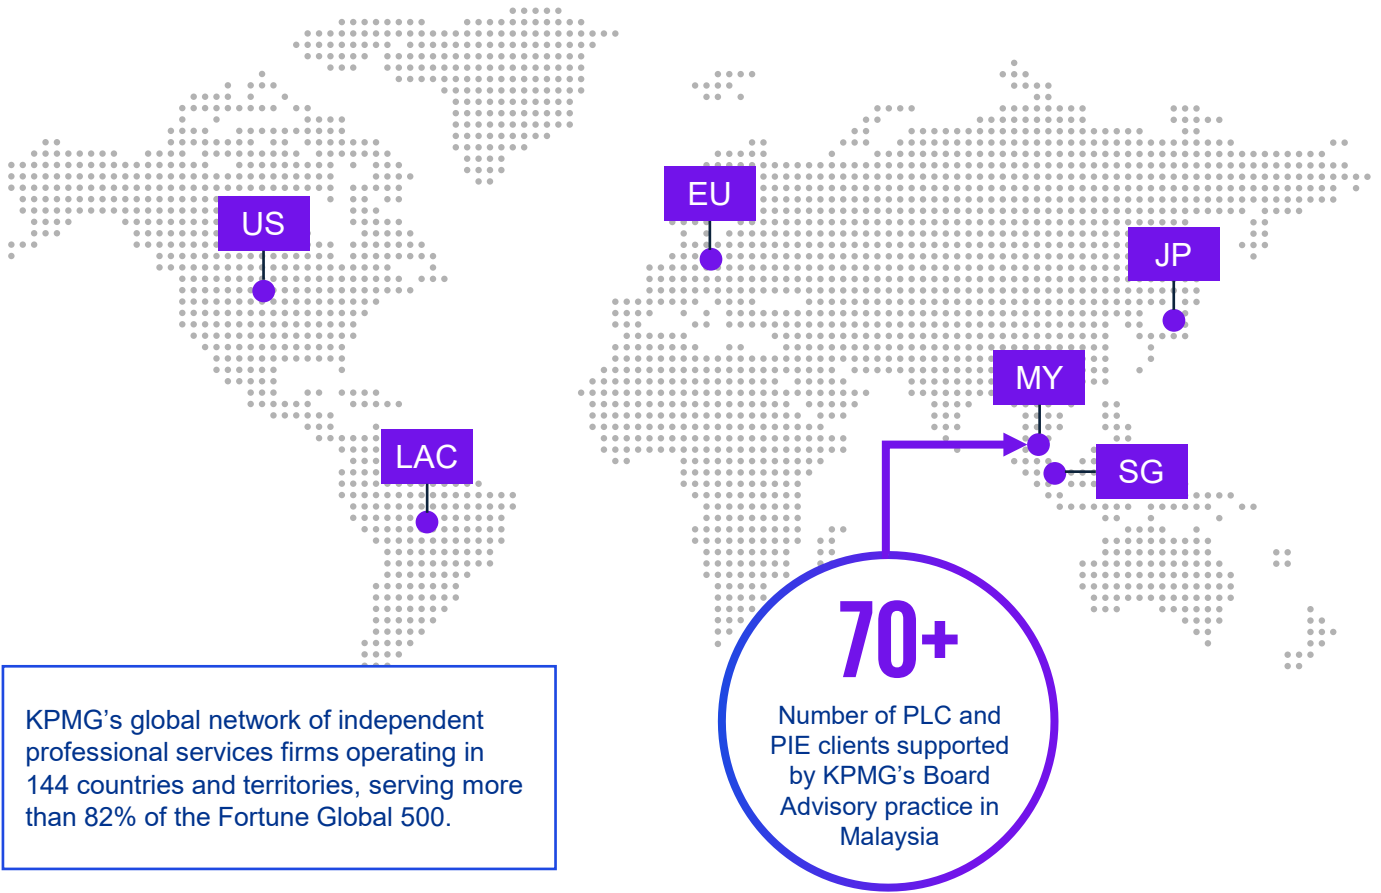 US
EU
JP
MY
LAC
SG
70+
Number of PLC and
PIE clients supported
by KPMG’s Board
Advisory practice in
Malaysia
KPMG’s global network of independent
professional services firms operating in
144 countries and territories, serving more
than 82% of the Fortune Global 500.